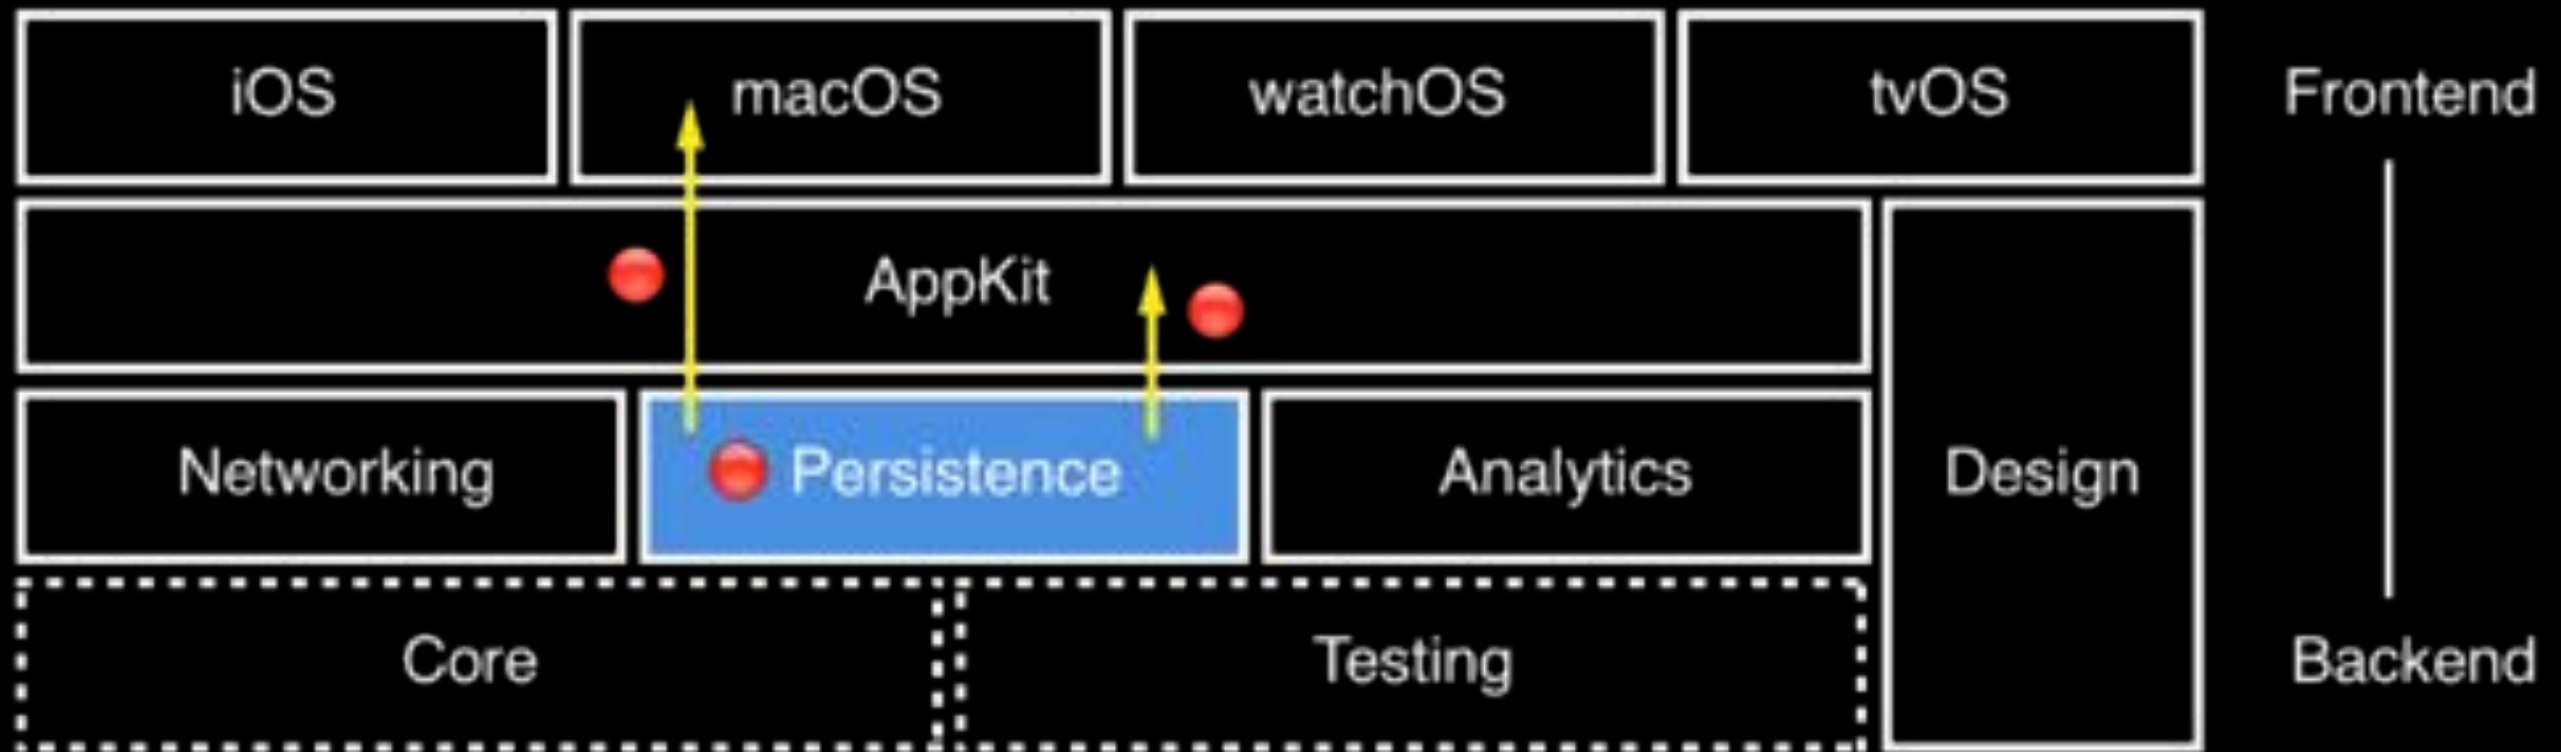 iOS
macOS
watchOS
tvOS
Frontend
AppKit
Networking
Persistence
Analytics
Design
Core
Testing
Backend